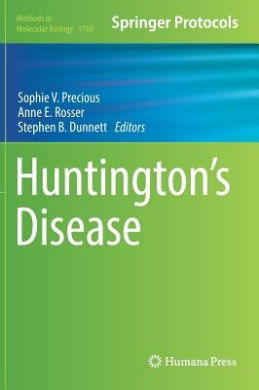 Methods in
Molecular Biology 1780
Springer Protocols
Sophie V. Precious
Anne E. Rosser
Stephen B. Dunnett Editors
Huntington's
Disease
Humana Press